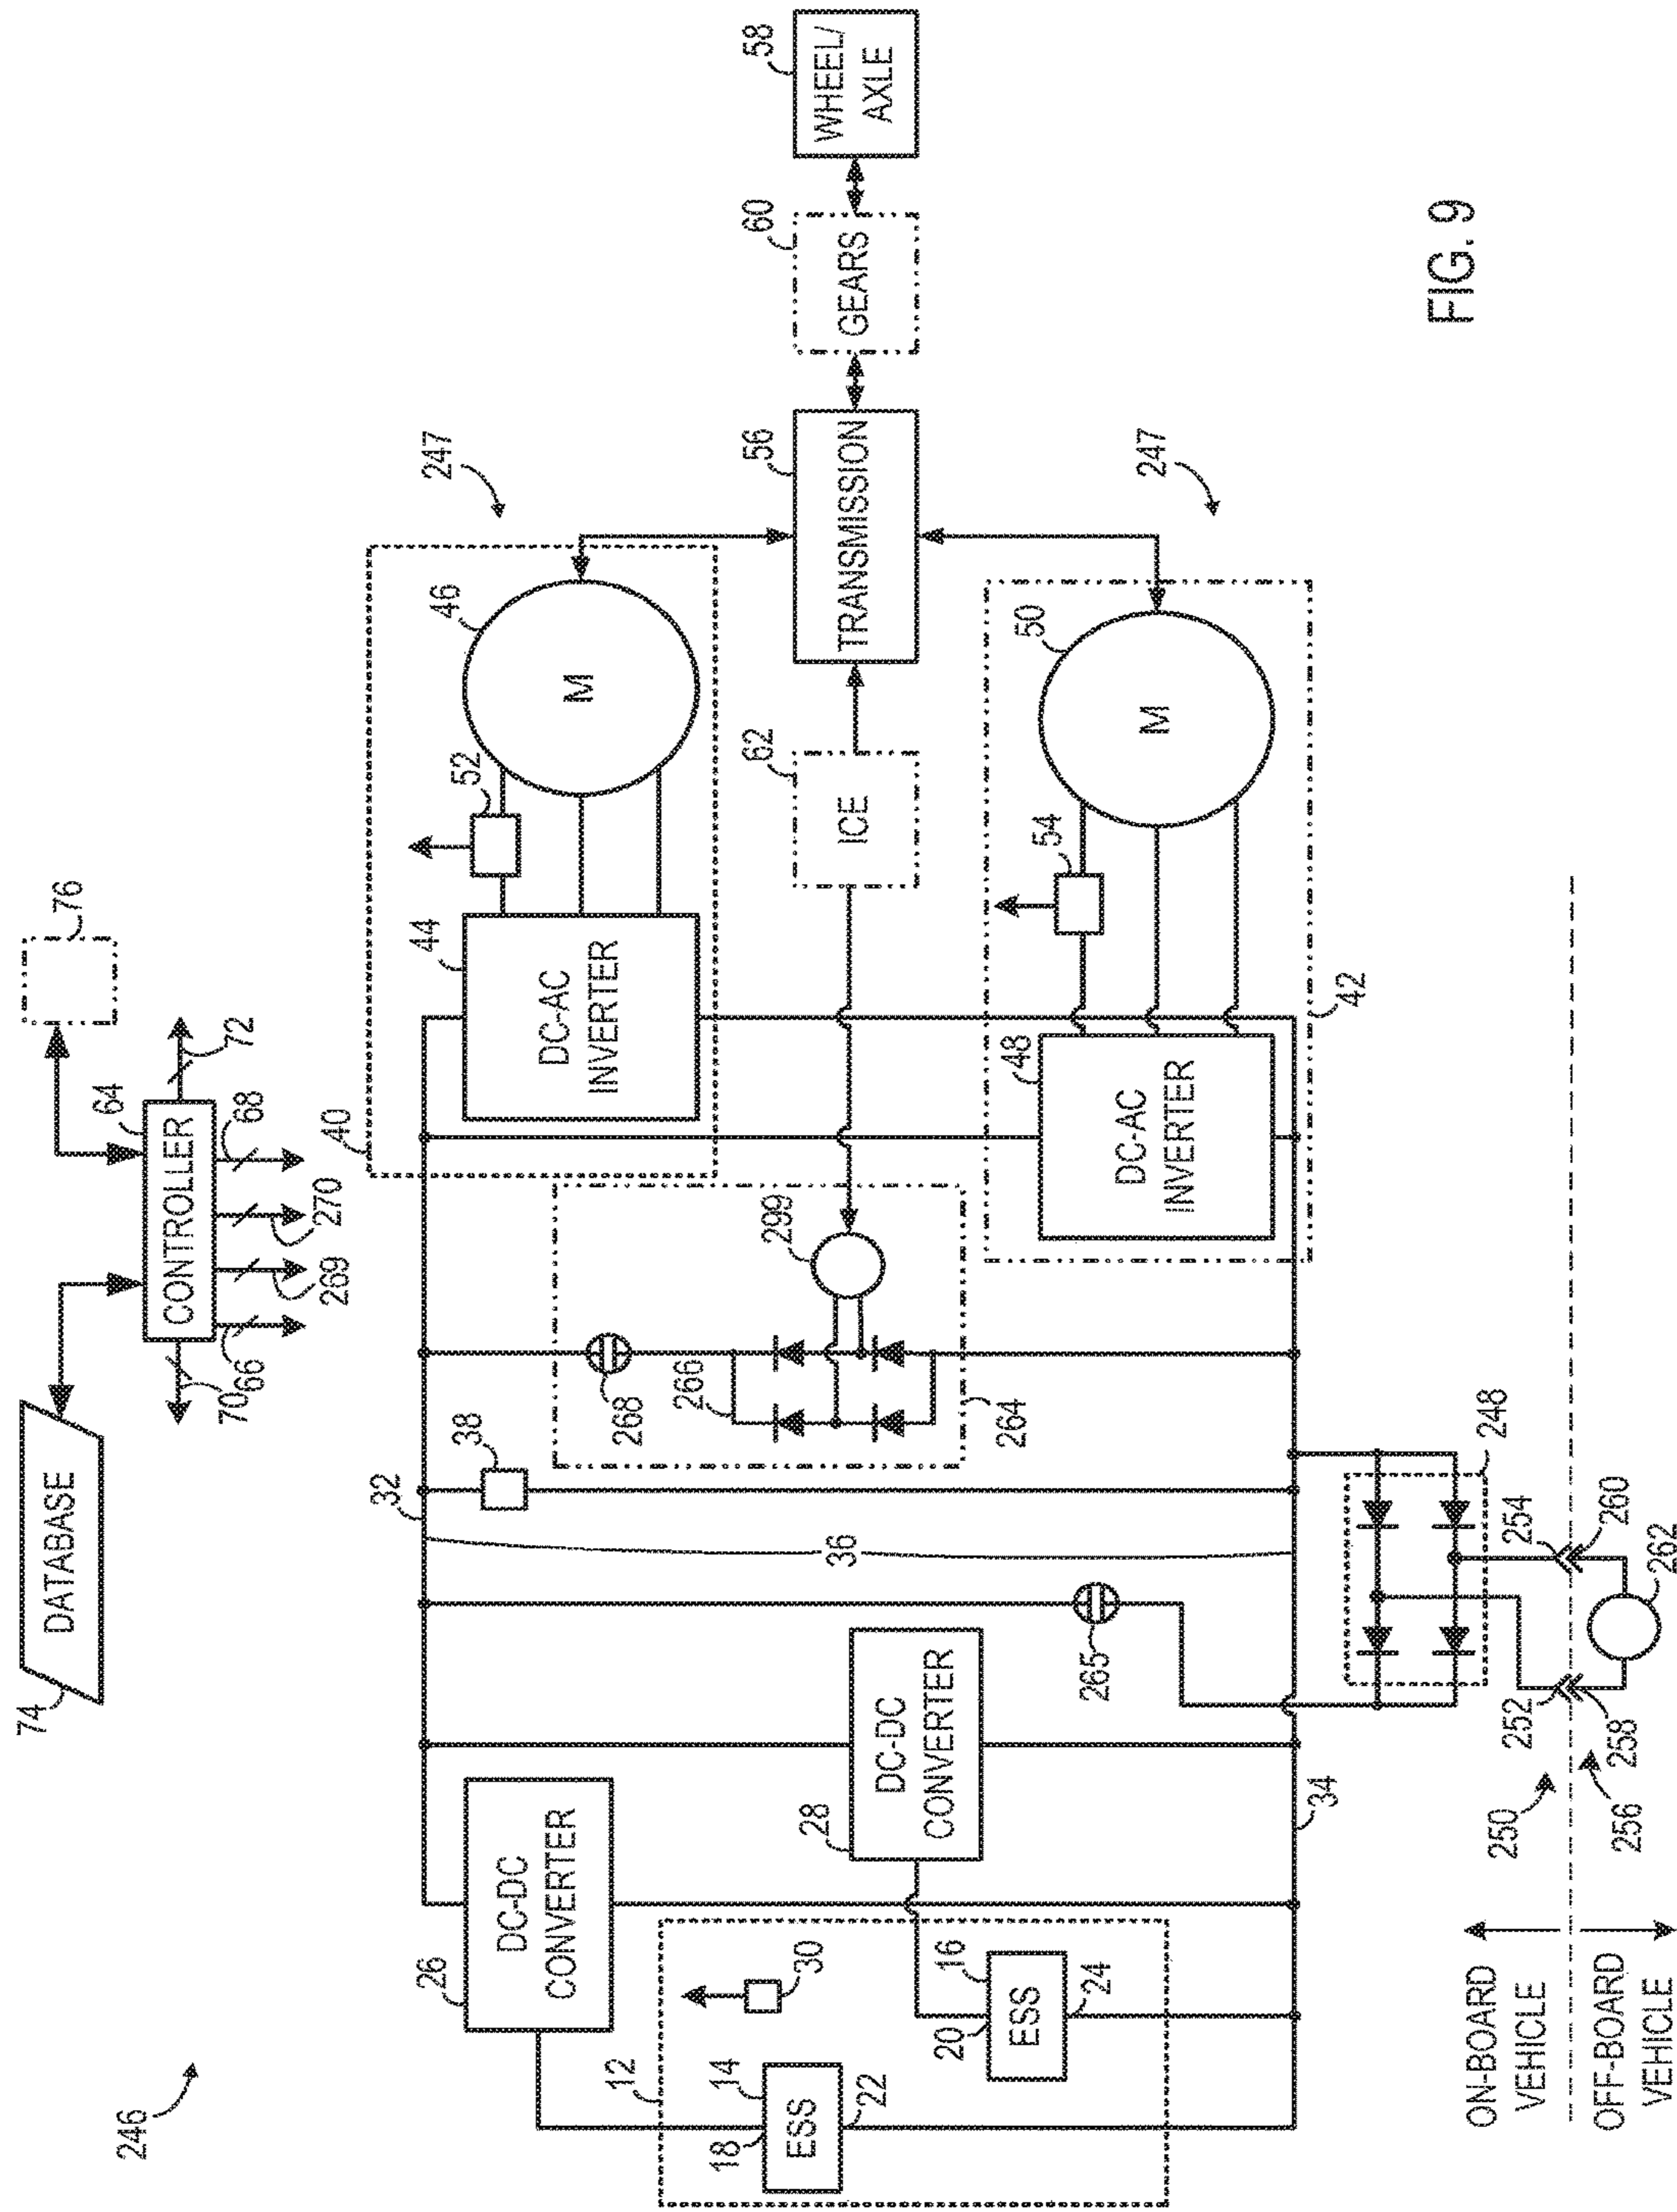 246
74
DATABASE
64
CONTROLLER
76
70
66
269
270
68
72
12
18
14
ESS
22
30
20
16
ESS
24
26
DC-DC
CONVERTER
28
DC-DC
CONVERTER
32
36
34
38
265
268
266
299
264
40
44
DC-AC
INVERTER
52
46
M
247
48
DC-AC
INVERTER
54
50
M
42
247
62
ICE
56
TRANSMISSION
60
GEARS
58
WHEEL/
AXLE
248
250
252
254
256
258
260
262
ON-BOARD
VEHICLE
OFF-BOARD
VEHICLE
FIG. 9